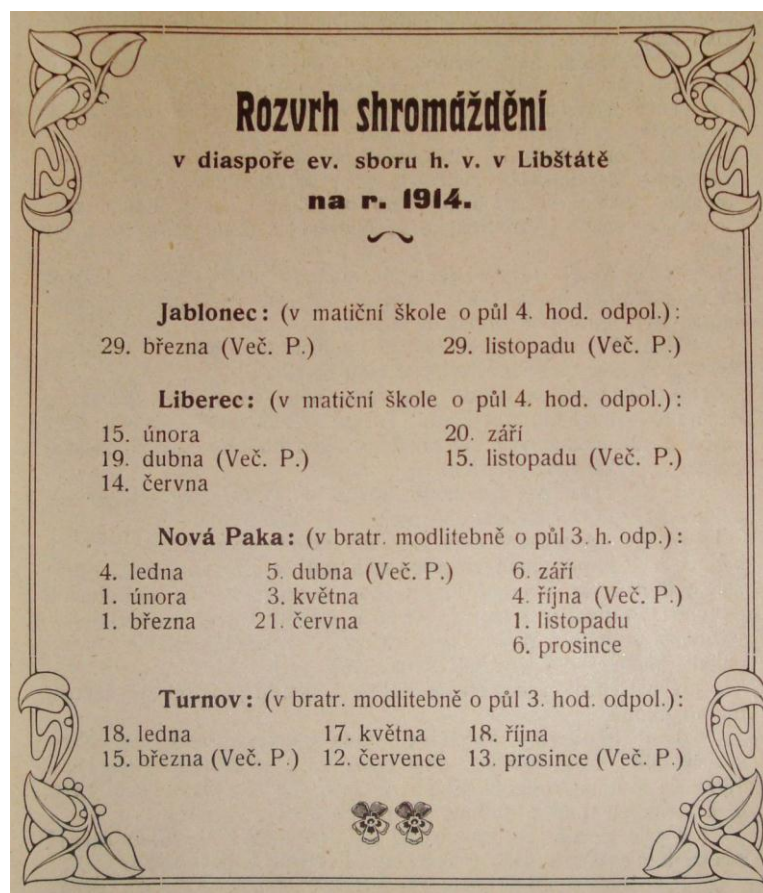 Rozvrh shromáždění
v diaspoře ev. sboru h. v. v Libštátě
na r. 1914.
Jablonec: (v matiční škole o půl 4. hod. odpol.):
29. března (Več. P.) 29. listopadu (Več. P.)
Liberec: (v matiční škole o půl 4. hod. odpol.):
15. února 20. září
19. dubna (Več. P.) 15. listopadu (Več. P.)
14. června
Nová Paka: (v bratr. modlitebně o půl 3. h. odp.):
4. ledna 5. dubna (Več. P.) 6. září
1. února 3. května 4. října (Več. P.)
1. března 21. června 1. listopadu
6. prosince
Turnov: (v bratr. modlitebně o půl 3. hod. odpol.):
18. ledna 17. května 18. října
15. března (Več. P.) 12. července 13. prosince (Več. P.)